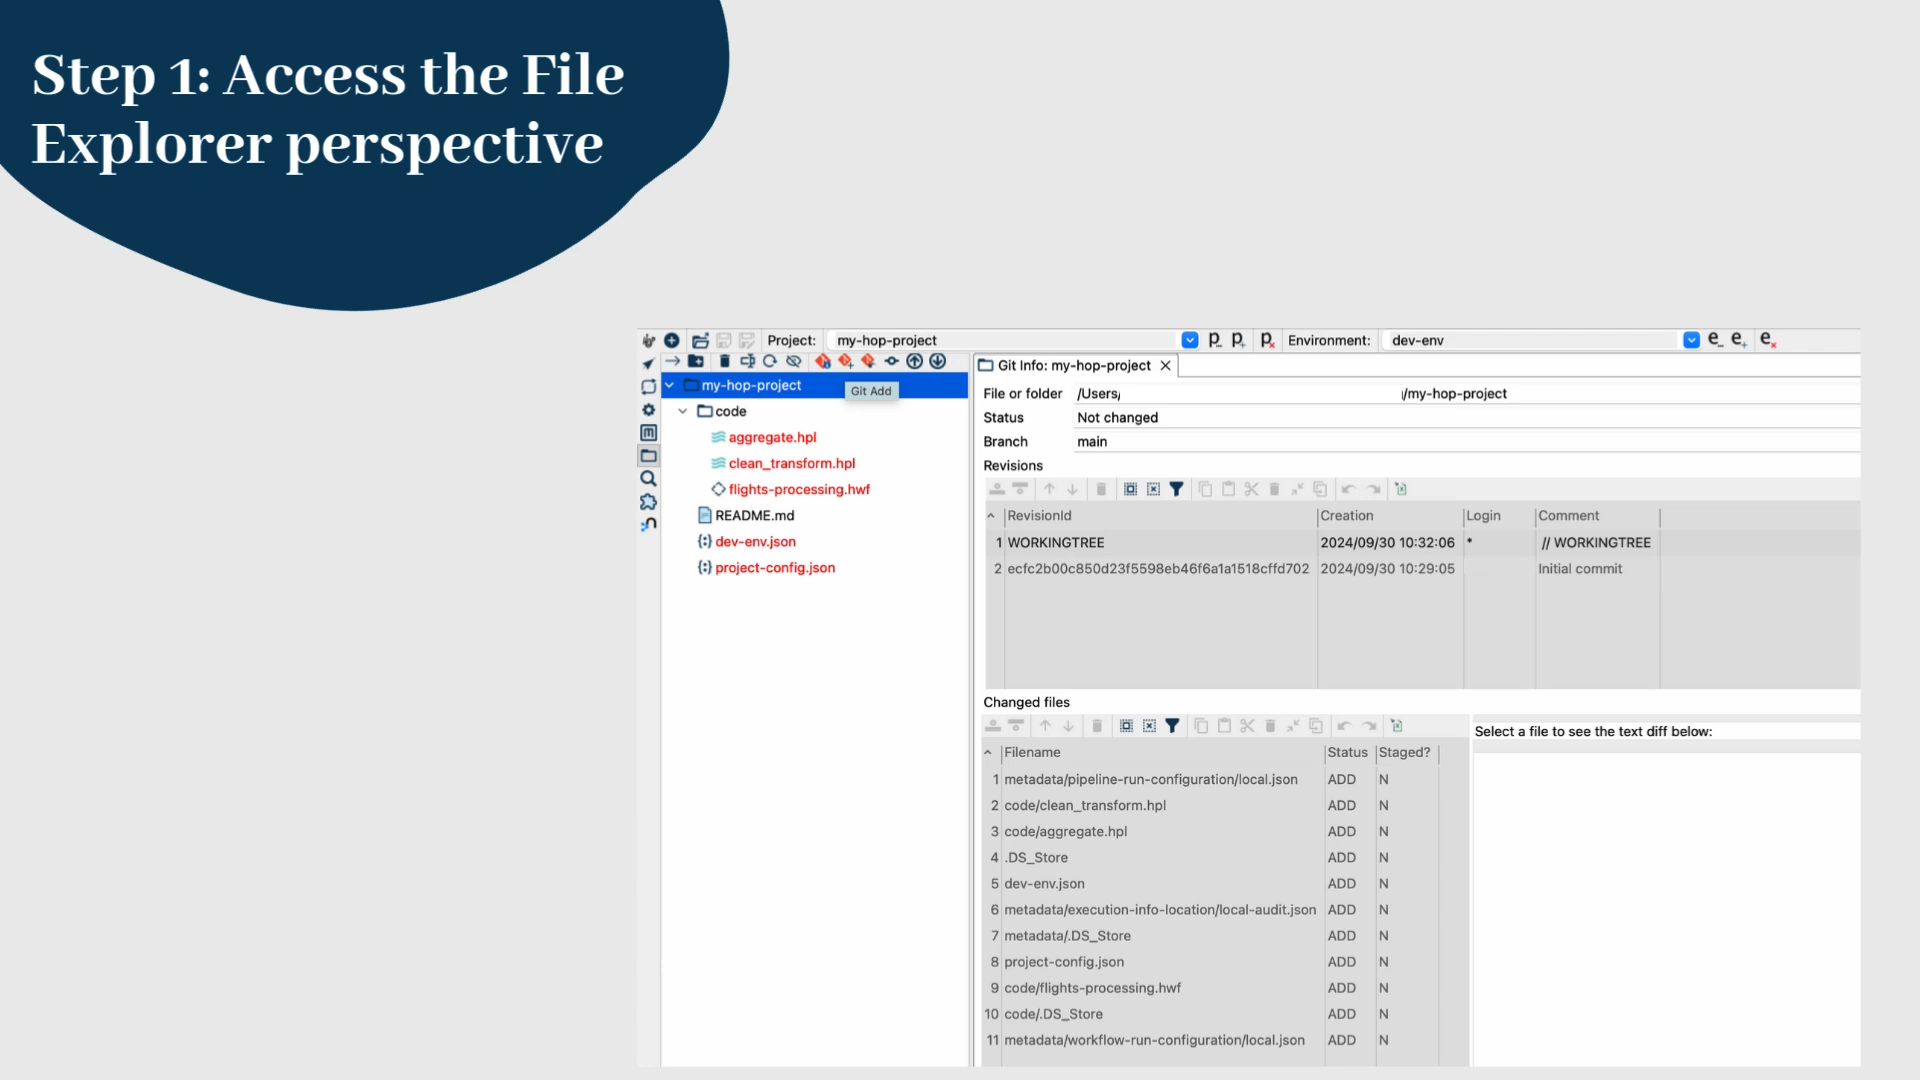 Step 1: Access the File
Explorer perspective
Project: my-hop-project Environment: dev-env
my-hop-project
Git Add
code
aggregate.hpl
clean_transform.hpl
flights-processing.hwf
README.md
dev-env.json
project-config.json
Git Info: my-hop-project
File or folder /Users/ /my-hop-project
Status Not changed
Branch main
Revisions
RevisionId Creation Login Comment
1 WORKINGTREE 2024/09/30 10:32:06 * // WORKINGTREE
2 ecfc2b00c850d23f5598eb46f6a1a1518cffd702 2024/09/30 10:29:05 Initial commit
Changed files
Select a file to see the text diff below:
Filename Status Staged?
1 metadata/pipeline-run-configuration/local.json ADD N
2 code/clean_transform.hpl ADD N
3 code/aggregate.hpl ADD N
4 .DS_Store ADD N
5 dev-env.json ADD N
6 metadata/execution-info-location/local-audit.json ADD N
7 metadata/.DS_Store ADD N
8 project-config.json ADD N
9 code/flights-processing.hwf ADD N
10 code/.DS_Store ADD N
11 metadata/workflow-run-configuration/local.json ADD N